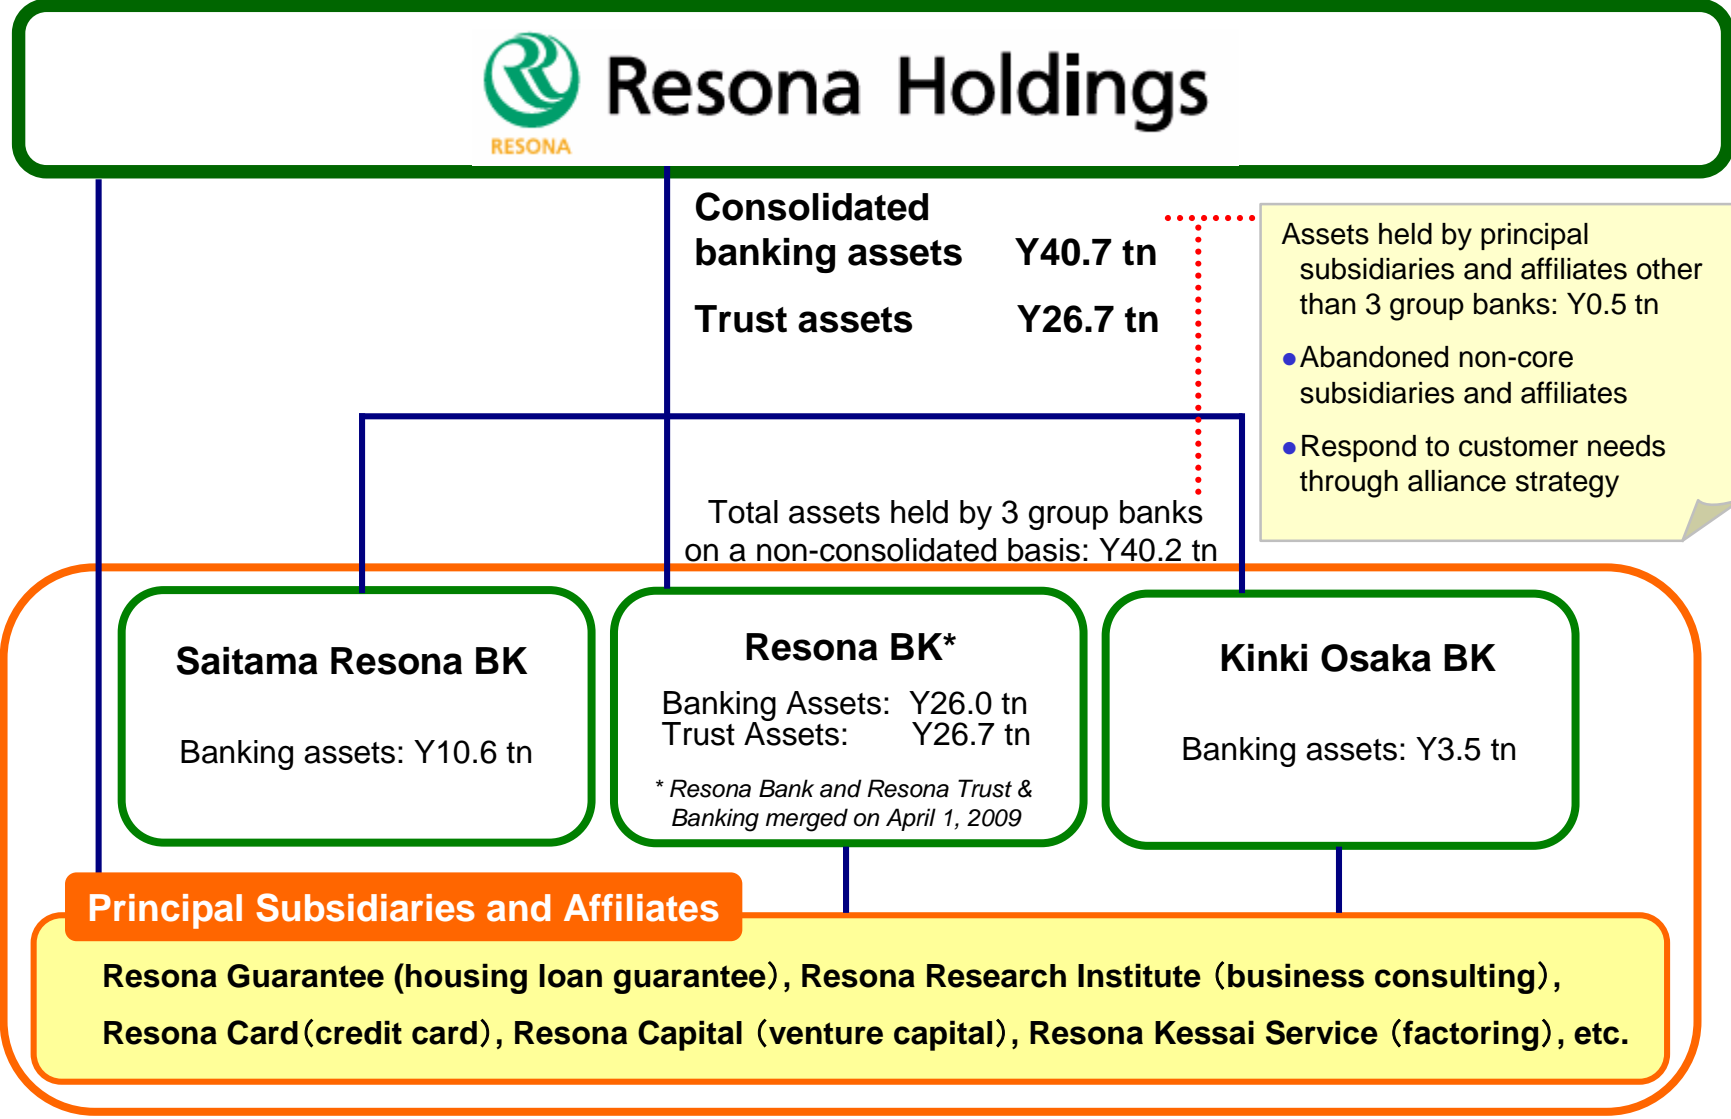 RESONA
Resona Holdings
Consolidated
banking assets Y40.7 tn
Trust assets Y26.7 tn
Assets held by principal
subsidiaries and affiliates other
than 3 group banks: Y0.5 tn
●Abandoned non-core
subsidiaries and affiliates
●Respond to customer needs
through alliance strategy
Total assets held by 3 group banks
on a non-consolidated basis: Y40.2 tn
Saitama Resona BK
Banking assets: Y10.6 tn
Resona BK*
Banking Assets: Y26.0 tn
Trust Assets: Y26.7 tn
* Resona Bank and Resona Trust &
Banking merged on April 1, 2009
Kinki Osaka BK
Banking assets: Y3.5 tn
Principal Subsidiaries and Affiliates
Resona Guarantee (housing loan guarantee）, Resona Research Institute（business consulting）,
Resona Card（credit card）, Resona Capital（venture capital）, Resona Kessai Service（factoring）, etc.